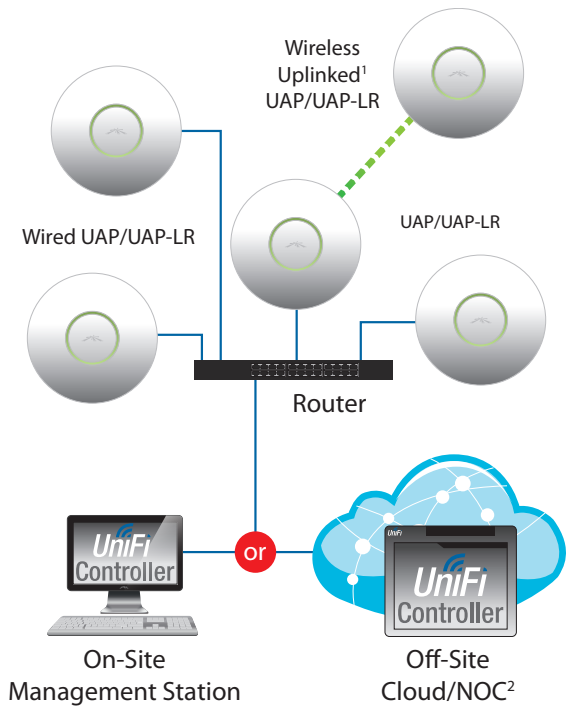 Wireless
Uplinked¹
UAP/UAP-LR
UAP/UAP-LR
Wired UAP/UAP-LR
Router
or
UniFi
Controller
UniFi
UniFi
Controller
On-Site
Management Station
Off-Site
Cloud/NOC²